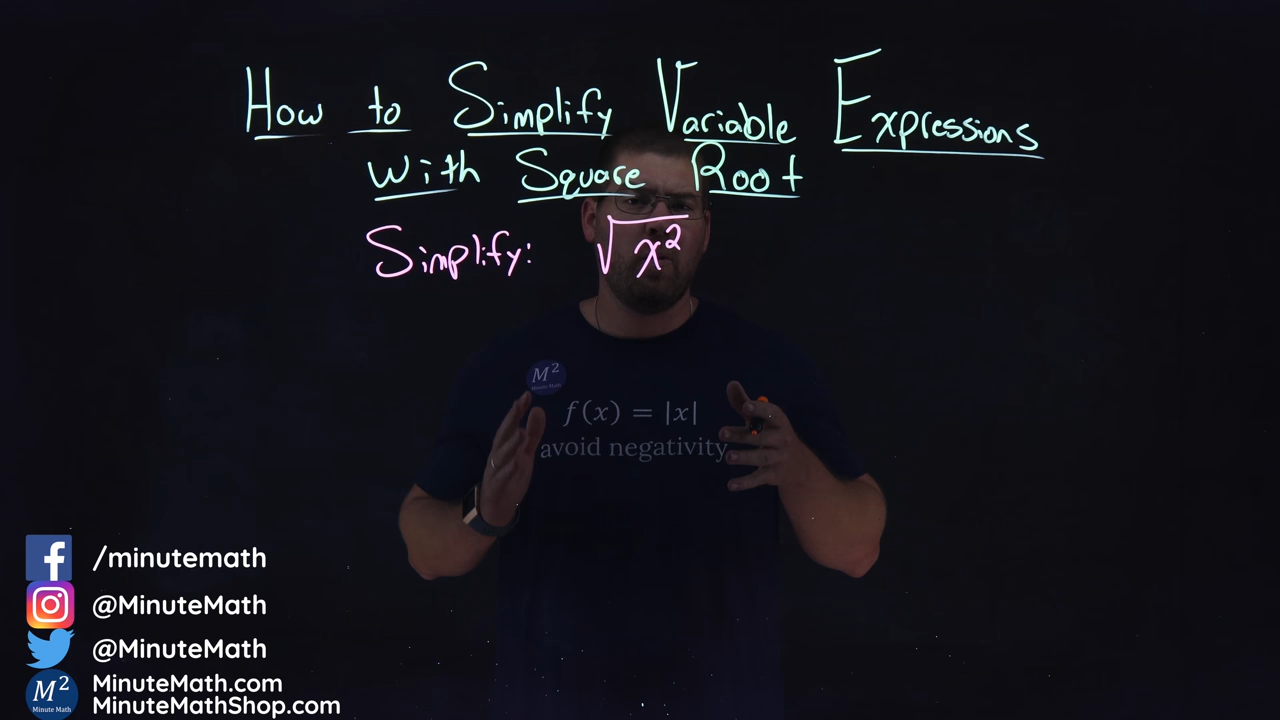 How to Simplify Variable Expressions
with Square Root
Simplify: √x²
M²
Minute Math
f(x) = |x|
avoid negativity
/minutemath
@MinuteMath
@MinuteMath
M²
Minute Math
MinuteMath.com
MinuteMathShop.com